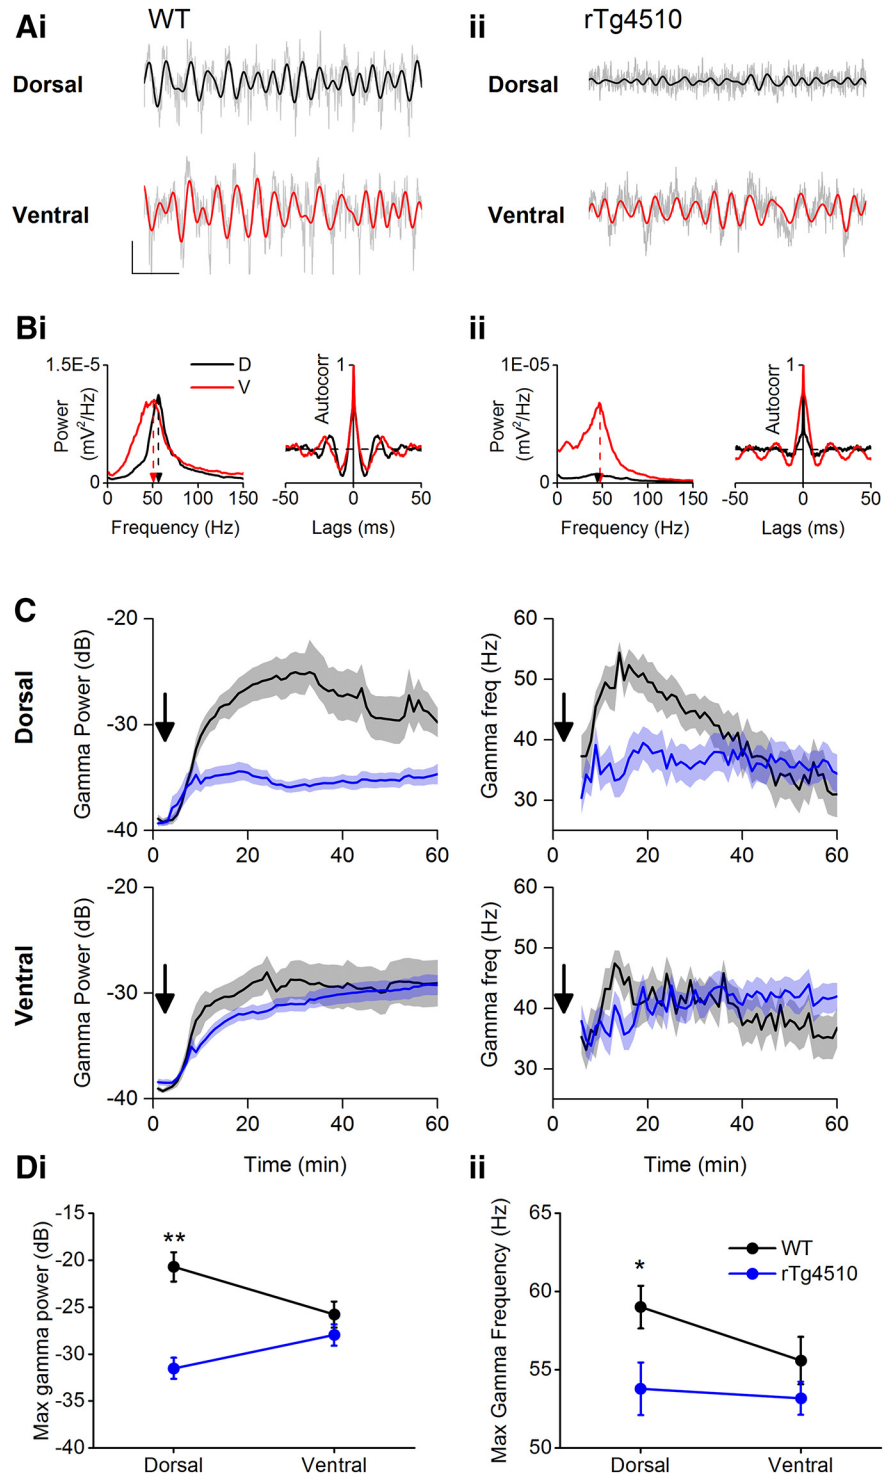 Ai WT ii rTg4510
Dorsal Dorsal
Ventral Ventral
Bi ii
1.5E-5 D V 1 Autocorr
Power (mV²/Hz)
0
0 50 100 150
Frequency (Hz)
-50 0 50
Lags (ms)
1E-05 1 Autocorr
Power (mV²/Hz)
0
0 50 100 150
Frequency (Hz)
-50 0 50
Lags (ms)
C
Dorsal
Gamma Power (dB)
-20
-30
-40
0 20 40 60
Gamma freq (Hz)
60
50
40
30
0 20 40 60
Ventral
Gamma Power (dB)
-20
-30
-40
0 20 40 60
Time (min)
Gamma freq (Hz)
60
50
40
30
0 20 40 60
Time (min)
Di
Max gamma power (dB)
-15
-20
-25
-30
-35
-40
**
Dorsal Ventral
ii
Max Gamma Frequency (Hz)
65
60
55
50
*
WT
rTg4510
Dorsal Ventral